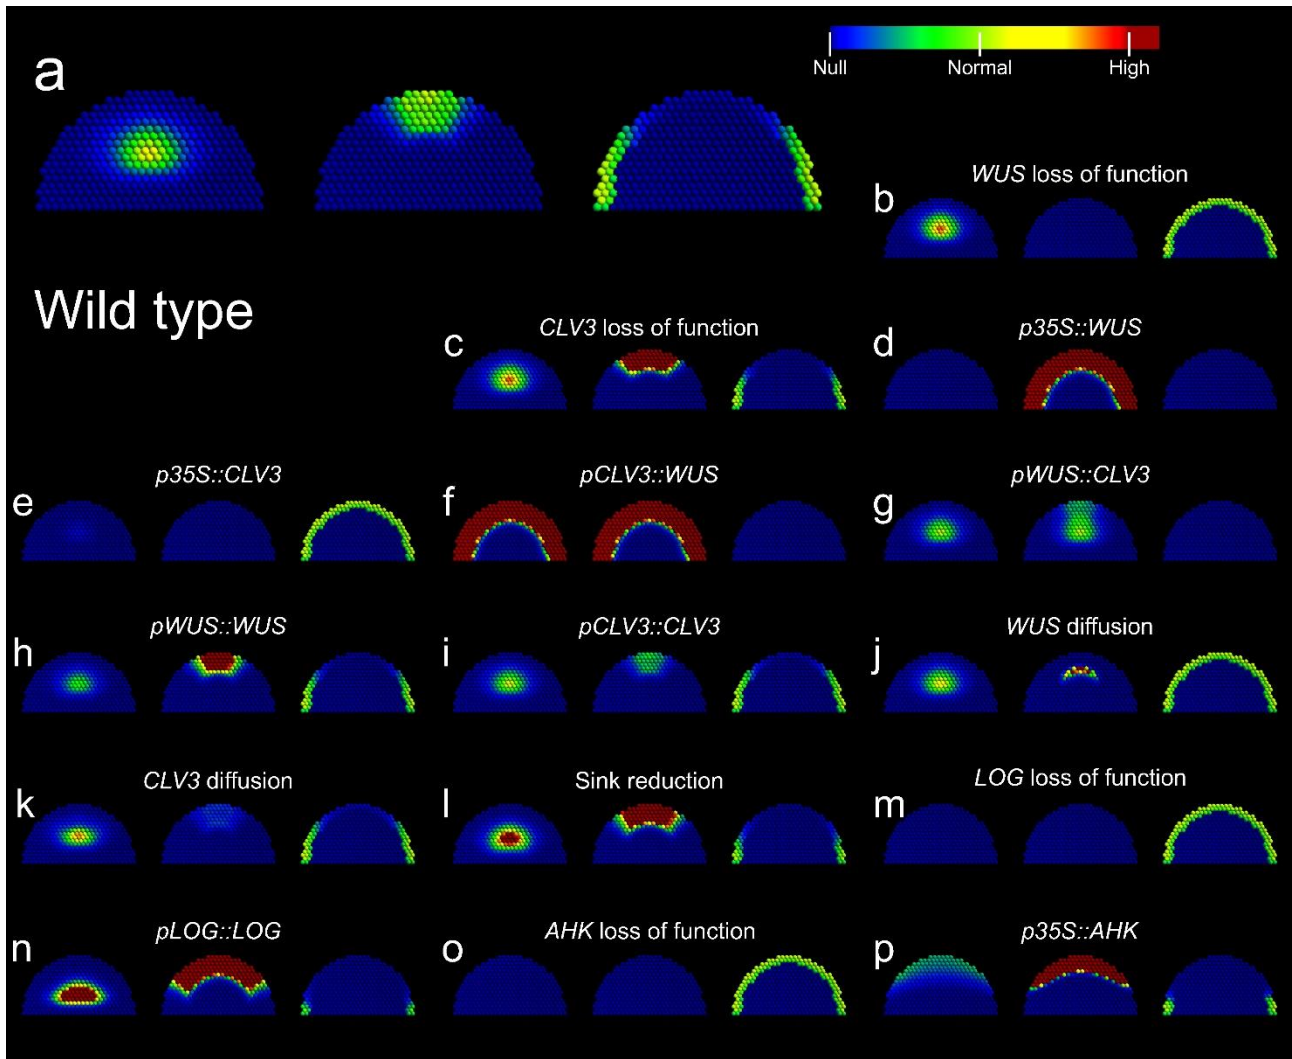 a
Null Normal High
b WUS loss of function
Wild type
c CLV3 loss of function
d p35S::WUS
e p35S::CLV3
f pCLV3::WUS
g pWUS::CLV3
h pWUS::WUS
i pCLV3::CLV3
j WUS diffusion
k CLV3 diffusion
l Sink reduction
m LOG loss of function
n pLOG::LOG
o AHK loss of function
p p35S::AHK